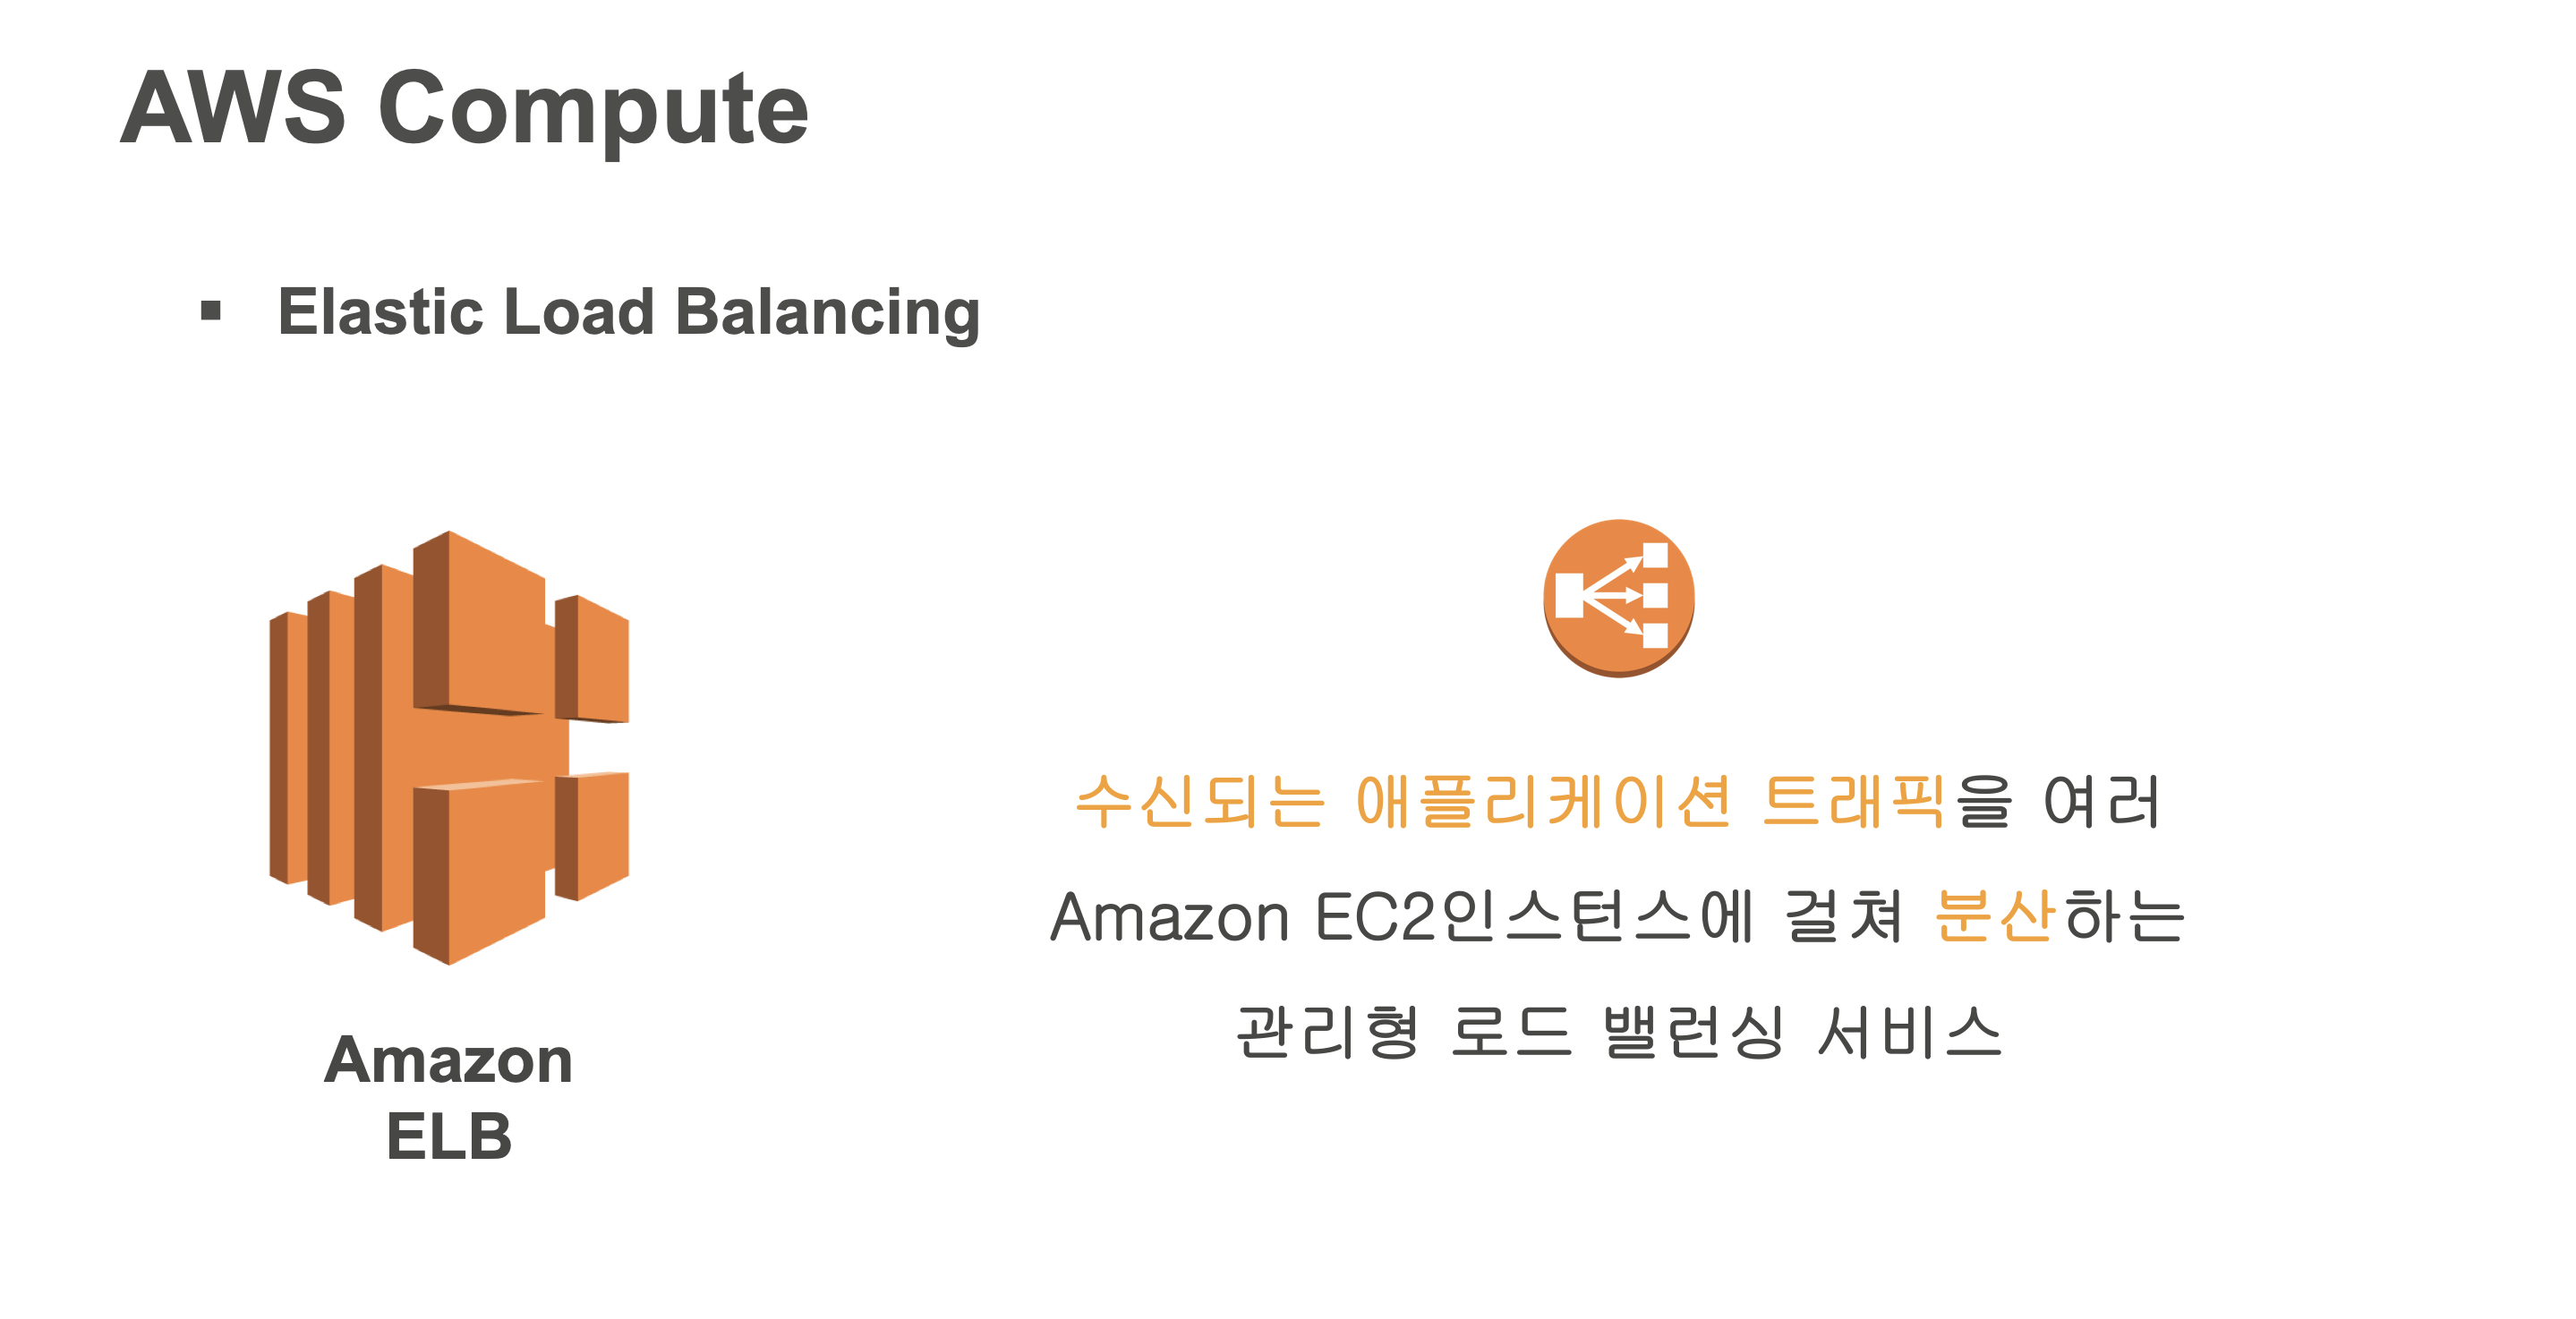 AWS Compute
▪ Elastic Load Balancing
수신되는 애플리케이션 트래픽을 여러
Amazon EC2인스턴스에 걸쳐 분산하는
관리형 로드 밸런싱 서비스
Amazon
ELB